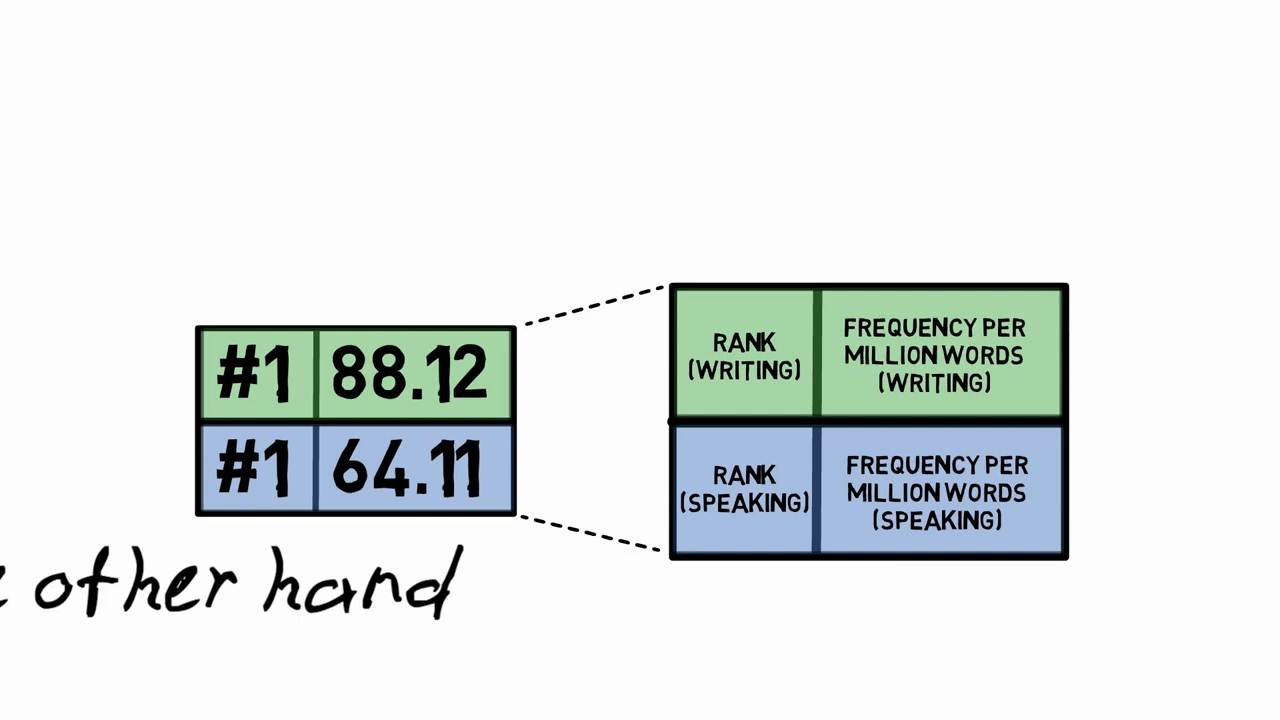 #1 88.12
#1 64.11
other hand
RANK
(WRITING)
FREQUENCY PER
MILLION WORDS
(WRITING)
RANK
(SPEAKING)
FREQUENCY PER
MILLION WORDS
(SPEAKING)